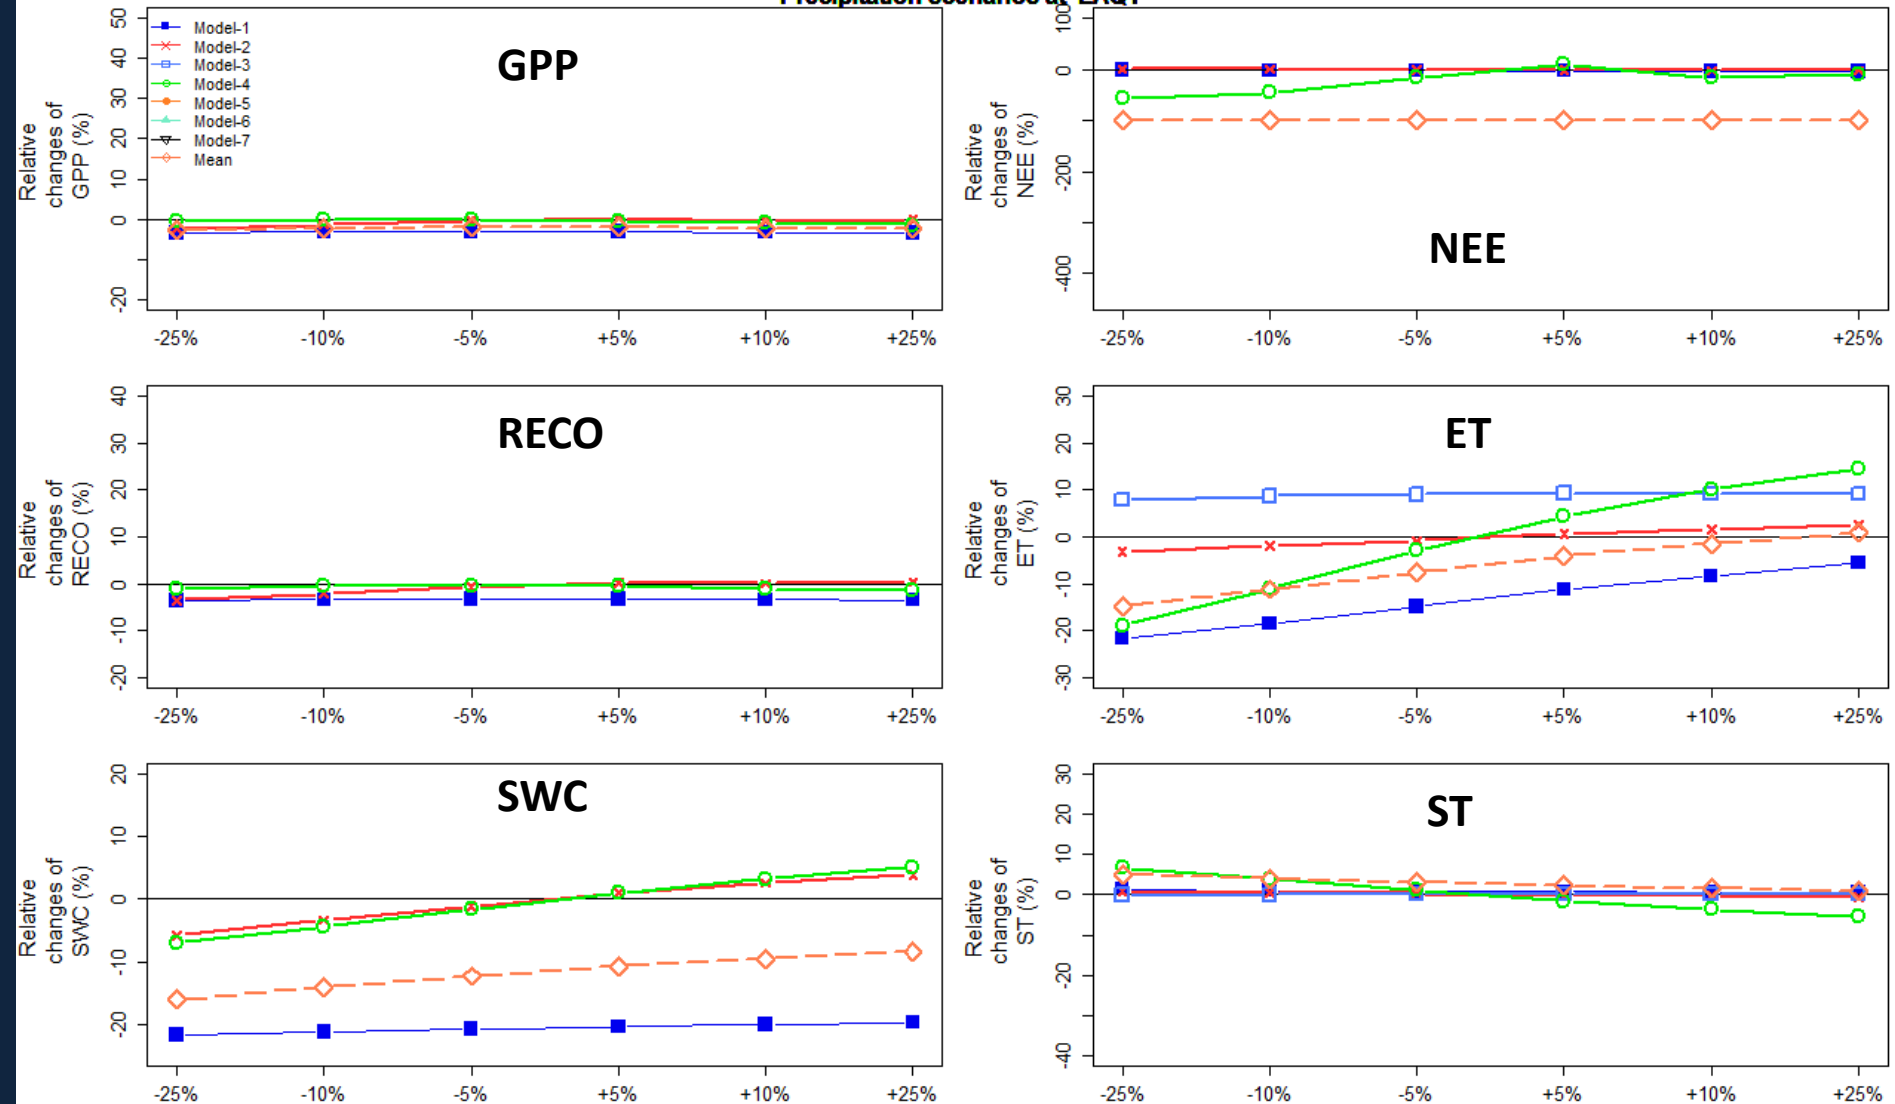 50
40
30
20
10
0
-20
Relative
changes of
GPP (%)
Model-1
Model-2
Model-3
Model-4
Model-5
Model-6
Model-7
Mean
GPP
-25% -10% -5% +5% +10% +25%
100
0
-200
-400
Relative
changes of
NEE (%)
NEE
-25% -10% -5% +5% +10% +25%
40
30
20
10
0
-10
-20
Relative
changes of
RECO (%)
RECO
-25% -10% -5% +5% +10% +25%
30
20
10
0
-10
-20
-30
Relative
changes of
ET (%)
ET
-25% -10% -5% +5% +10% +25%
20
10
0
-10
-20
Relative
changes of
SWC (%)
SWC
-25% -10% -5% +5% +10% +25%
30
20
10
0
-20
-40
Relative
changes of
ST (%)
ST
-25% -10% -5% +5% +10% +25%